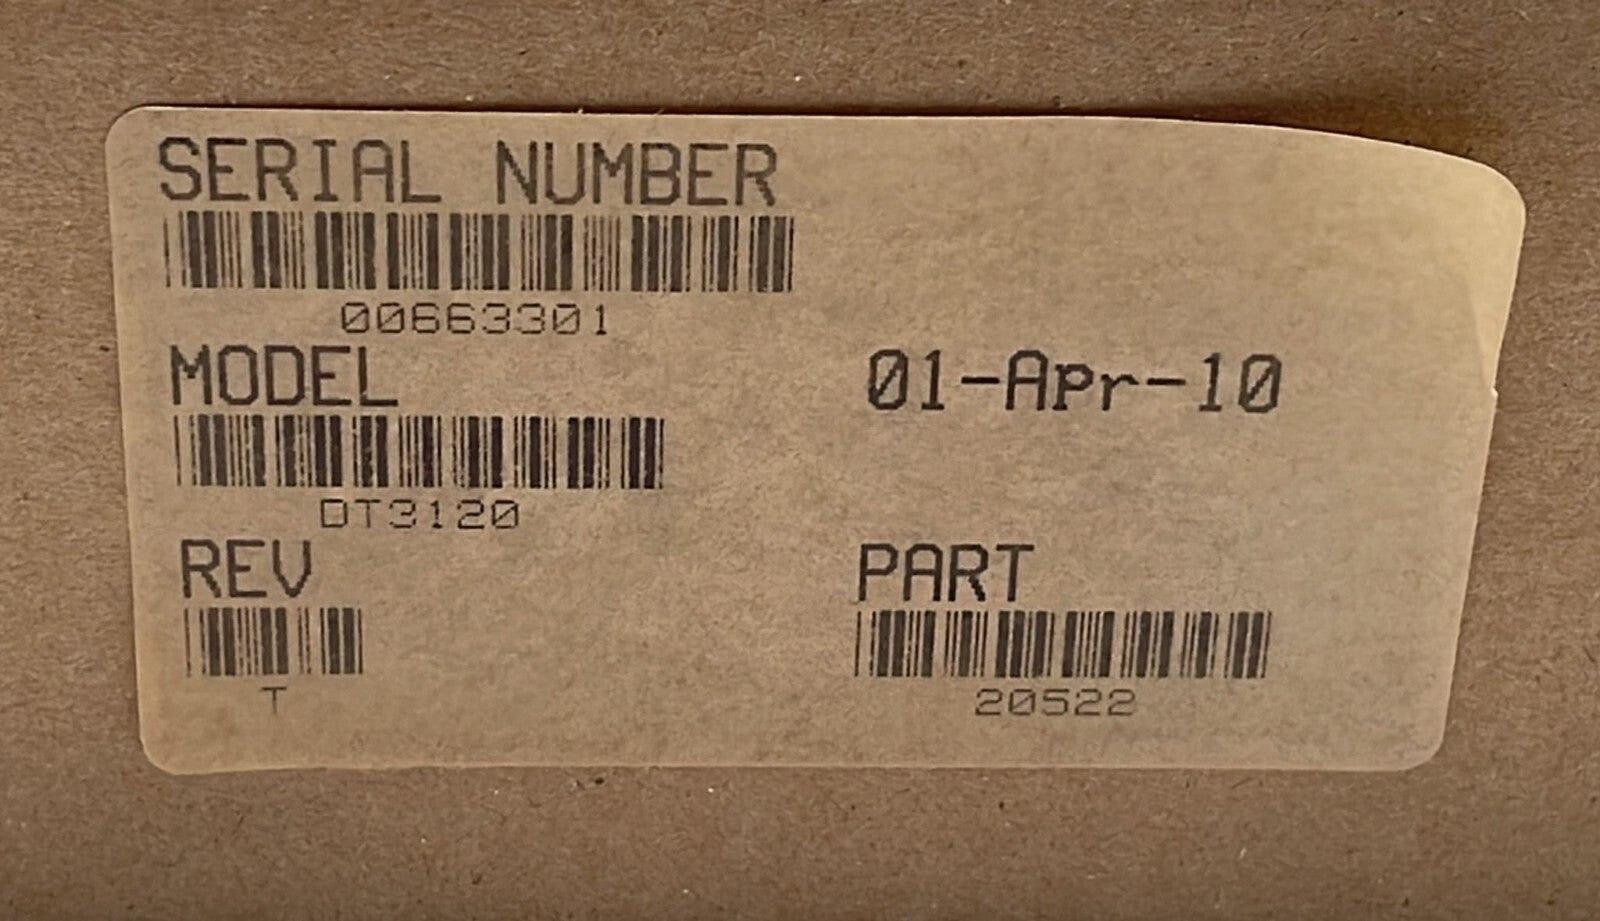 SERIAL NUMBER
00663301
MODEL
01-Apr-10
DT3120
REV
PART
T
20522